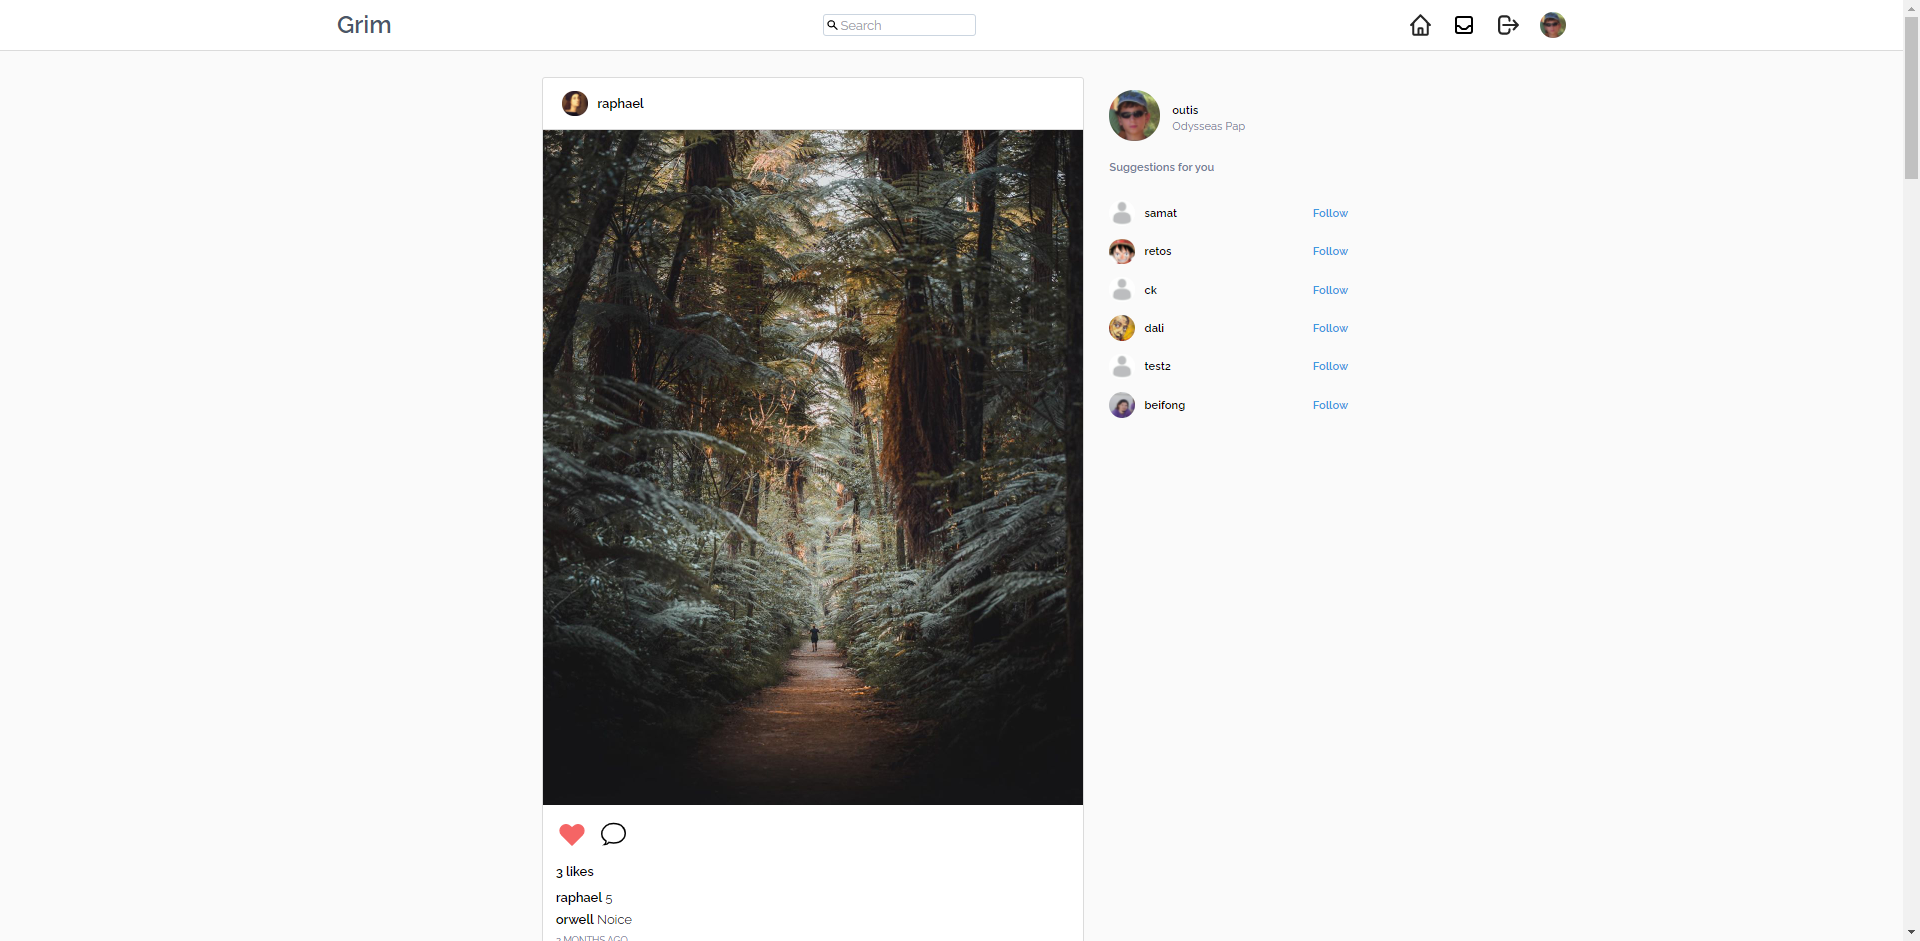 Grim
Search
raphael
outis
Odysseas Pap
Suggestions for you
samat Follow
retos Follow
ck Follow
dali Follow
test2 Follow
beifong Follow
3 likes
raphael 5
orwell Noice
MONTHS AGO